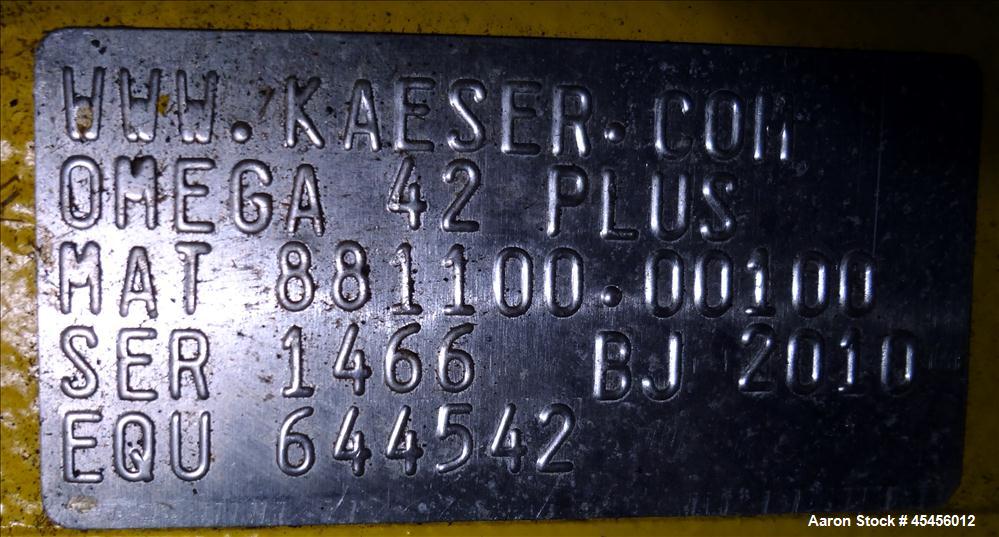 WWW.KAESER.COM
OMEGA 42 PLUS
MAT 881100.00100
SER 1466 BJ 2010
EQU 644542
Aaron Stock # 45456012